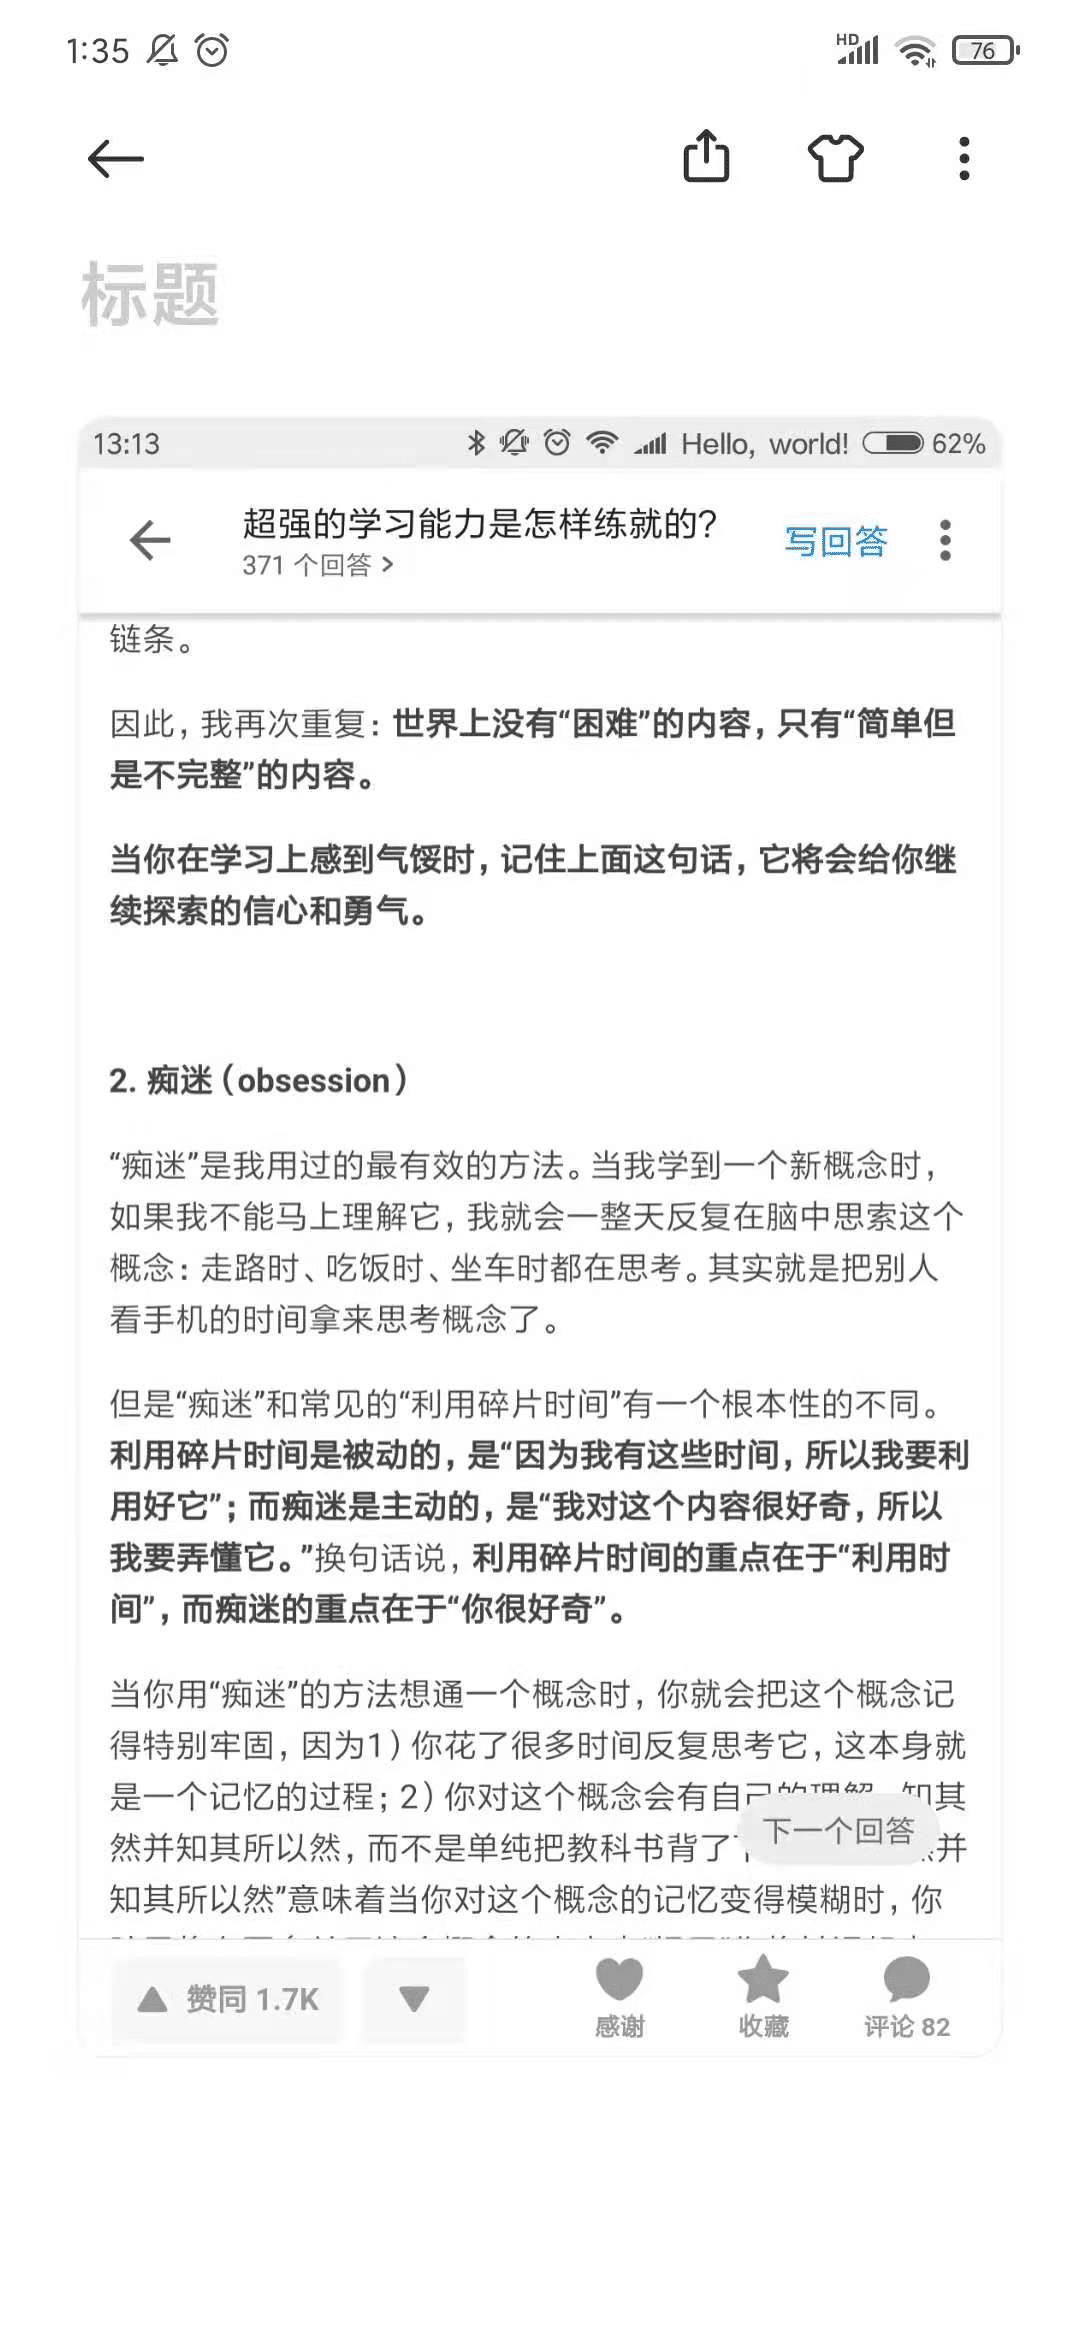 1:35
HD
76
标题
13:13
Hello, world!
62%
超强的学习能力是怎样练就的?
371 个回答 >
写回答
链条。
因此，我再次重复：世界上没有“困难”的内容，只有“简单但
是不完整”的内容。
当你在学习上感到气馁时，记住上面这句话，它将会给你继
续探索的信心和勇气。
2. 痴迷（obsession）
“痴迷”是我用过的最有效的方法。当我学到一个新概念时，
如果我不能马上理解它，我就会一整天反复在脑中思索这个
概念：走路时、吃饭时、坐车时都在思考。其实就是把别人
看手机的时间拿来思考概念了。
但是“痴迷”和常见的“利用碎片时间”有一个根本性的不同。
利用碎片时间是被动的，是“因为我有这些时间，所以我要利
用好它”；而痴迷是主动的，是“我对这个内容很好奇，所以
我要弄懂它。”换句话说，利用碎片时间的重点在于“利用时
间”，而痴迷的重点在于“你很好奇”。
当你用“痴迷”的方法想通一个概念时，你就会把这个概念记
得特别牢固，因为1）你花了很多时间反复思考它，这本身就
是一个记忆的过程；2）你对这个概念会有自己的理解，知其
然并知其所以然，而不是单纯把教科书背了 并
下一个回答
知其所以然”意味着当你对这个概念的记忆变得模糊时，你
赞同 1.7K
感谢
收藏
评论 82